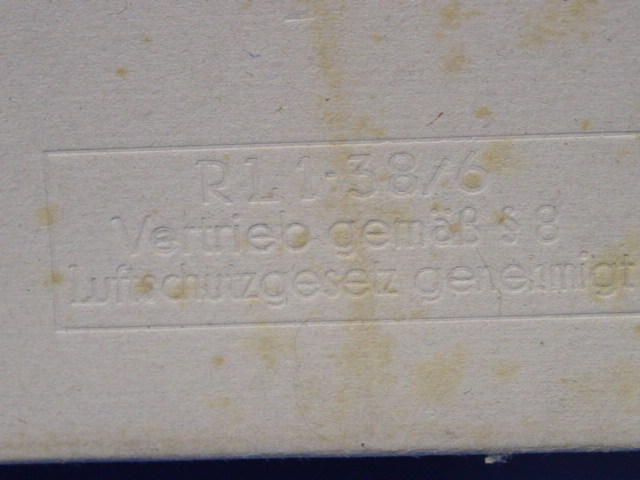 RL 1-38/6
Vertrieb gemäß § 8
Luftschutzgesetz genehmigt